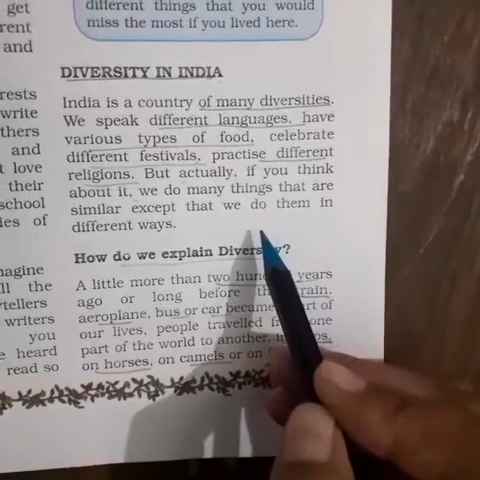 get
rent
and
rests
write
thers
and
t love
their
school
ies of
magine
ll the
tellers
writers
you
e heard
read so
different things that you would
miss the most if you lived here.
DIVERSITY IN INDIA
India is a country of many diversities.
We speak different languages, have
various types of food, celebrate
different festivals, practise different
religions. But actually, if you think
about it, we do many things that are
similar except that we do them in
different ways.
How do we explain Diversity?
A little more than two hundred years
ago or long before the train,
aeroplane, bus or car became part of
our lives, people travelled from one
part of the world to another, in ships,
on horses, on camels or on